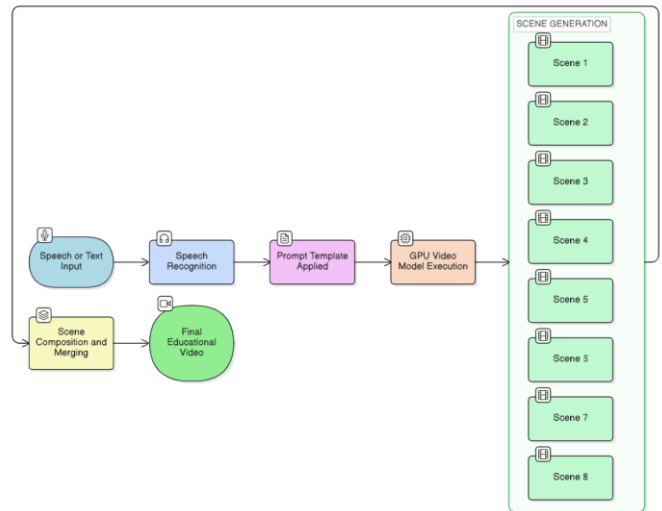 SCENE GENERATION
Scene 1
Scene 2
Scene 3
Scene 4
Speech or Text
Input
Speech
Recognition
Prompt Template
Applied
GPU Video
Model Execution
Scene 5
Scene
Scene 7
Scene 8
Scene
Composition and
Merging
Final
Educational
Video